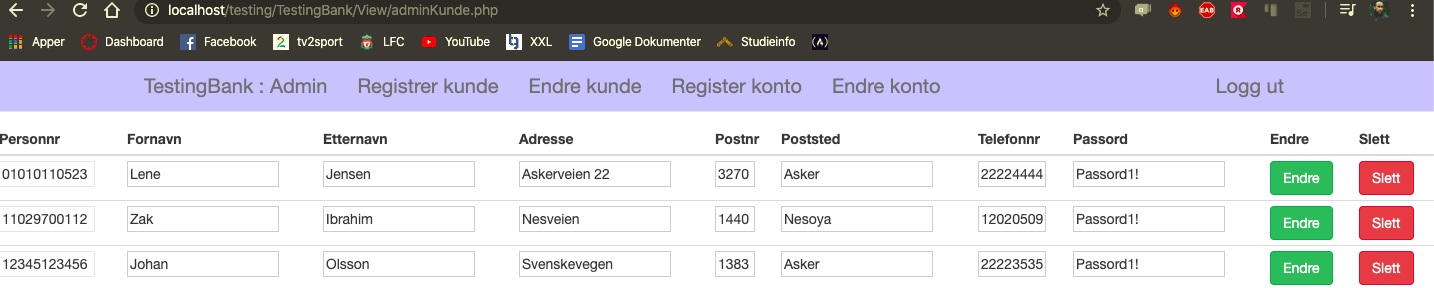 localhost/testing/TestingBank/View/adminKunde.php
EAB
Apper Dashboard Facebook 2 tv2sport LFC YouTube XXL Google Dokumenter Studieinfo
TestingBank : Admin Registrer kunde Endre kunde Register konto Endre konto Logg ut
Personnr Fornavn Etternavn Adresse Postnr Poststed Telefonnr Passord Endre Slett
01010110523 Lene Jensen Askerveien 22 3270 Asker 22224444 Passord1! Endre Slett
11029700112 Zak Ibrahim Nesveien 1440 Nesoya 12020509 Passord1! Endre Slett
12345123456 Johan Olsson Svenskevegen 1383 Asker 22223535 Passord1! Endre Slett